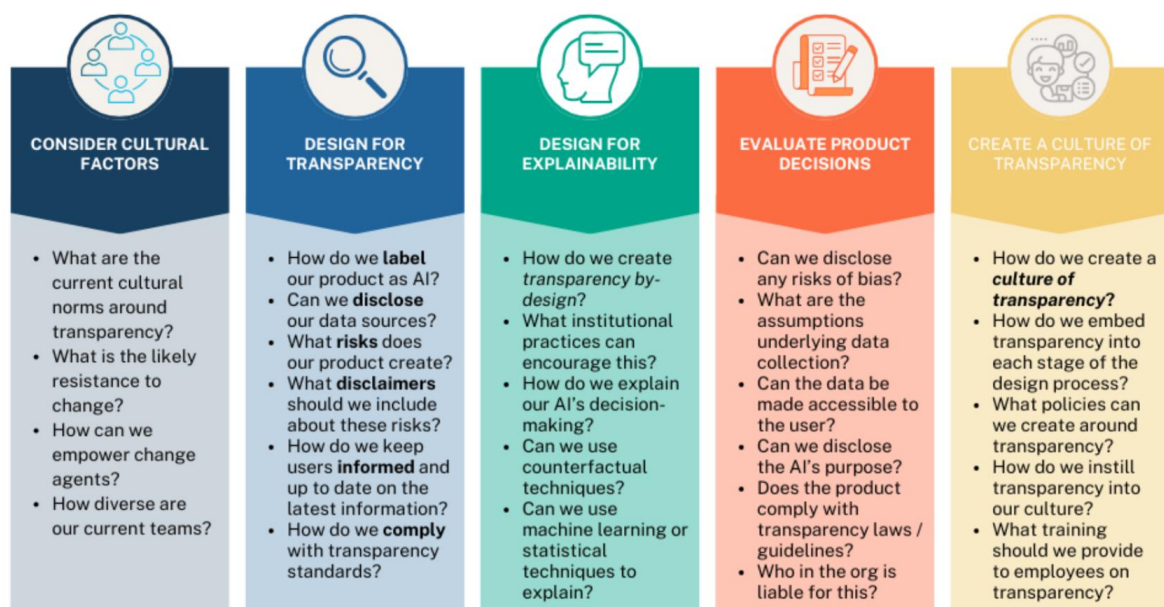 CONSIDER CULTURAL
FACTORS
• What are the
current cultural
norms around
transparency?
• What is the likely
resistance to
change?
• How can we
empower change
agents?
• How diverse are
our current teams?
DESIGN FOR
TRANSPARENCY
• How do we label
our product as AI?
• Can we disclose
our data sources?
• What risks does
our product create?
• What disclaimers
should we include
about these risks?
• How do we keep
users informed and
up to date on the
latest information?
• How do we comply
with transparency
standards?
DESIGN FOR
EXPLAINABILITY
• How do we create
transparency by-
design?
• What institutional
practices can
encourage this?
• How do we explain
our AI's decision-
making?
• Can we use
counterfactual
techniques?
• Can we use
machine learning or
statistical
techniques to
explain?
EVALUATE PRODUCT
DECISIONS
• Can we disclose
any risks of bias?
• What are the
assumptions
underlying data
collection?
• Can the data be
made accessible to
the user?
• Can we disclose
the AI's purpose?
• Does the product
comply with
transparency laws /
guidelines?
• Who in the org is
liable for this?
CREATE A CULTURE OF
TRANSPARENCY
• How do we create a
culture of
transparency?
• How do we embed
transparency into
each stage of the
design process?
• What policies can
we create around
transparency?
• How do we instill
transparency into
our culture?
• What training
should we provide
to employees on
transparency?